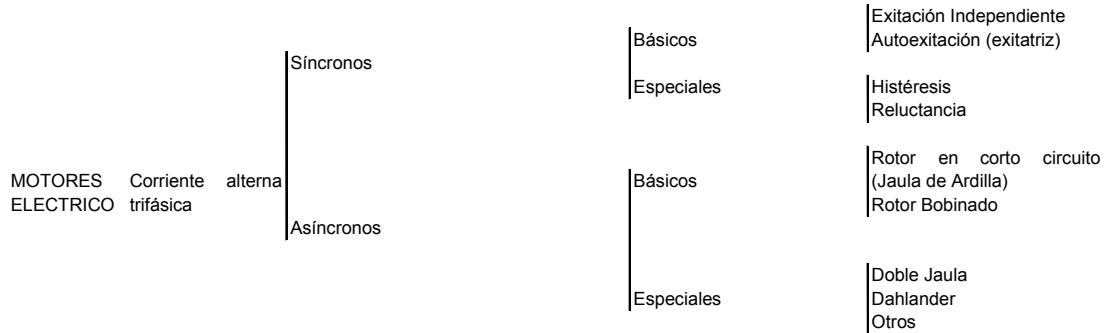 MOTORES ELECTRICO
Corriente alterna trifásica
Síncronos
Básicos
Exitación Independiente
Autoexitación (exitatriz)
Especiales
Histéresis
Reluctancia
Asíncronos
Básicos
Rotor en corto circuito
(Jaula de Ardilla)
Rotor Bobinado
Especiales
Doble Jaula
Dahlander
Otros